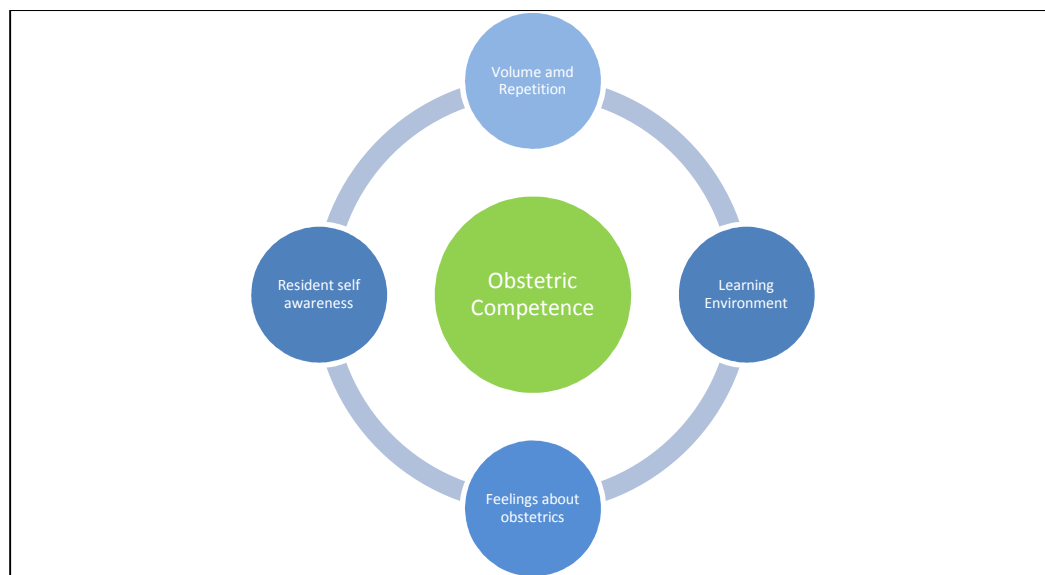 Volume amd
Repetition
Resident self
awareness
Obstetric
Competence
Learning
Environment
Feelings about
obstetrics